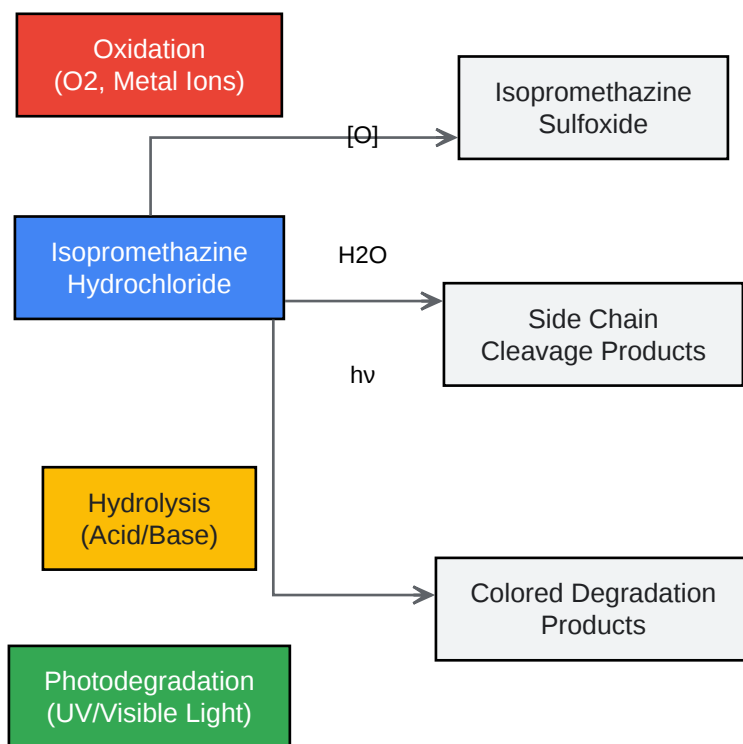 Oxidation
(O2, Metal Ions)
Isopromethazine
Sulfoxide
[O]
Isopromethazine
Hydrochloride
H2O
Side Chain
Cleavage Products
hν
Hydrolysis
(Acid/Base)
Colored Degradation
Products
Photodegradation
(UV/Visible Light)